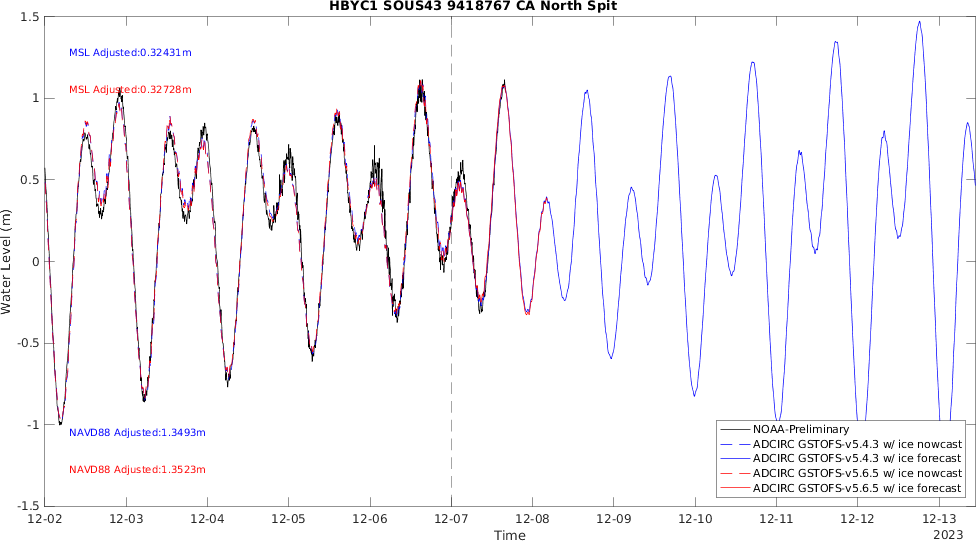 HBYC1 SOUS43 9418767 CA North Spit
1.5
1
0.5
0
-0.5
-1
-1.5
Water Level (m)
MSL Adjusted:0.32431m
MSL Adjusted:0.32728m
NAVD88 Adjusted:1.3493m
NAVD88 Adjusted:1.3523m
NOAA-Preliminary
ADCIRC GSTOFS-v5.4.3 w/ ice nowcast
ADCIRC GSTOFS-v5.4.3 w/ ice forecast
ADCIRC GSTOFS-v5.6.5 w/ ice nowcast
ADCIRC GSTOFS-v5.6.5 w/ ice forecast
12-02 12-03 12-04 12-05 12-06 12-07 12-08 12-09 12-10 12-11 12-12 12-13
Time
2023